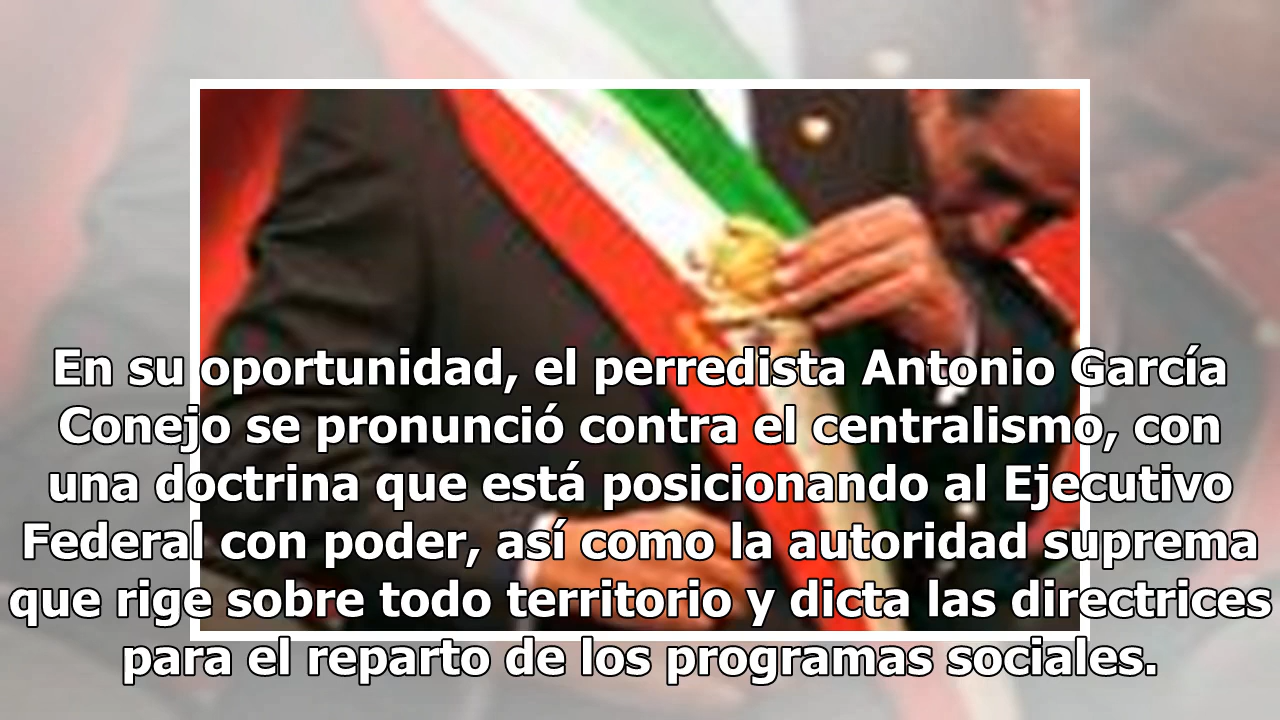 En su oportunidad, el perredista Antonio García
Conejo se pronunció contra el centralismo, con
una doctrina que está posicionando al Ejecutivo
Federal con poder, así como la autoridad suprema
que rige sobre todo territorio y dicta las directrices
para el reparto de los programas sociales.